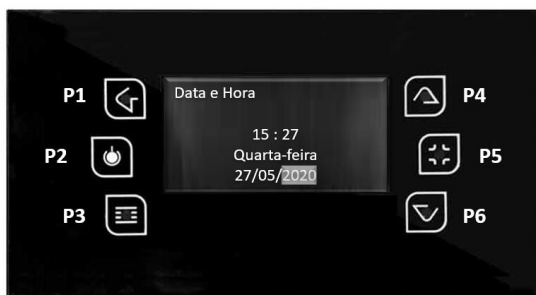 P1
Data e Hora
P4
15 : 27
P2
Quarta-feira
P5
27/05/2020
P3
P6